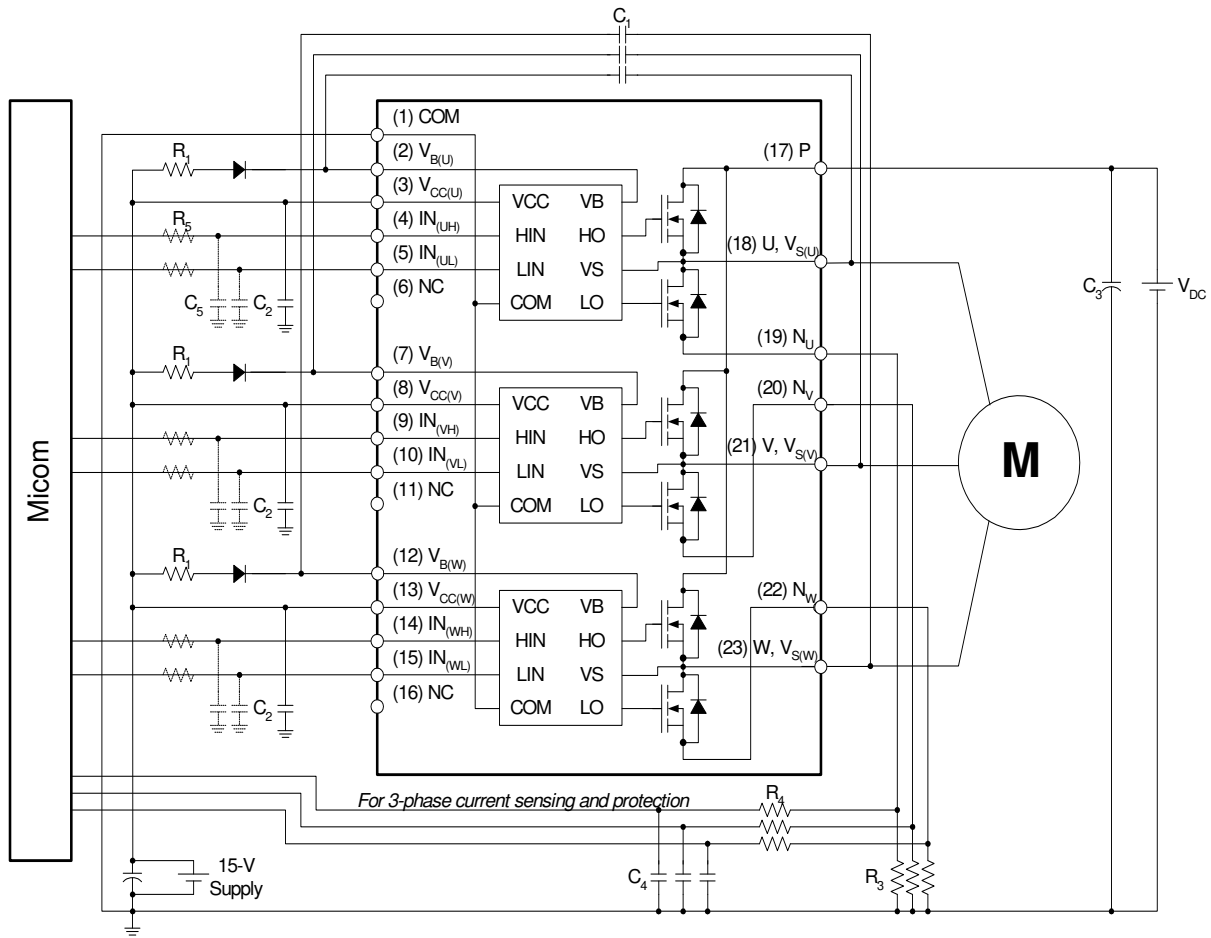 C1
Micom
(1) COM
(2) VB(U)
(3) VCC(U)
(4) IN(UH)
(5) IN(UL)
(6) NC
(7) VB(V)
(8) VCC(V)
(9) IN(VH)
(10) IN(VL)
(11) NC
(12) VB(W)
(13) VCC(W)
(14) IN(WH)
(15) IN(WL)
(16) NC
R1
R5
C5
C2
R1
C2
R1
C2
VCC VB
HIN HO
LIN VS
COM LO
VCC VB
HIN HO
LIN VS
COM LO
VCC VB
HIN HO
LIN VS
COM LO
(17) P
(18) U, VS(U)
(19) NU
(20) NV
(21) V, VS(V)
(22) NW
(23) W, VS(W)
C3
VDC
M
For 3-phase current sensing and protection
R4
C4
R3
15-V
Supply